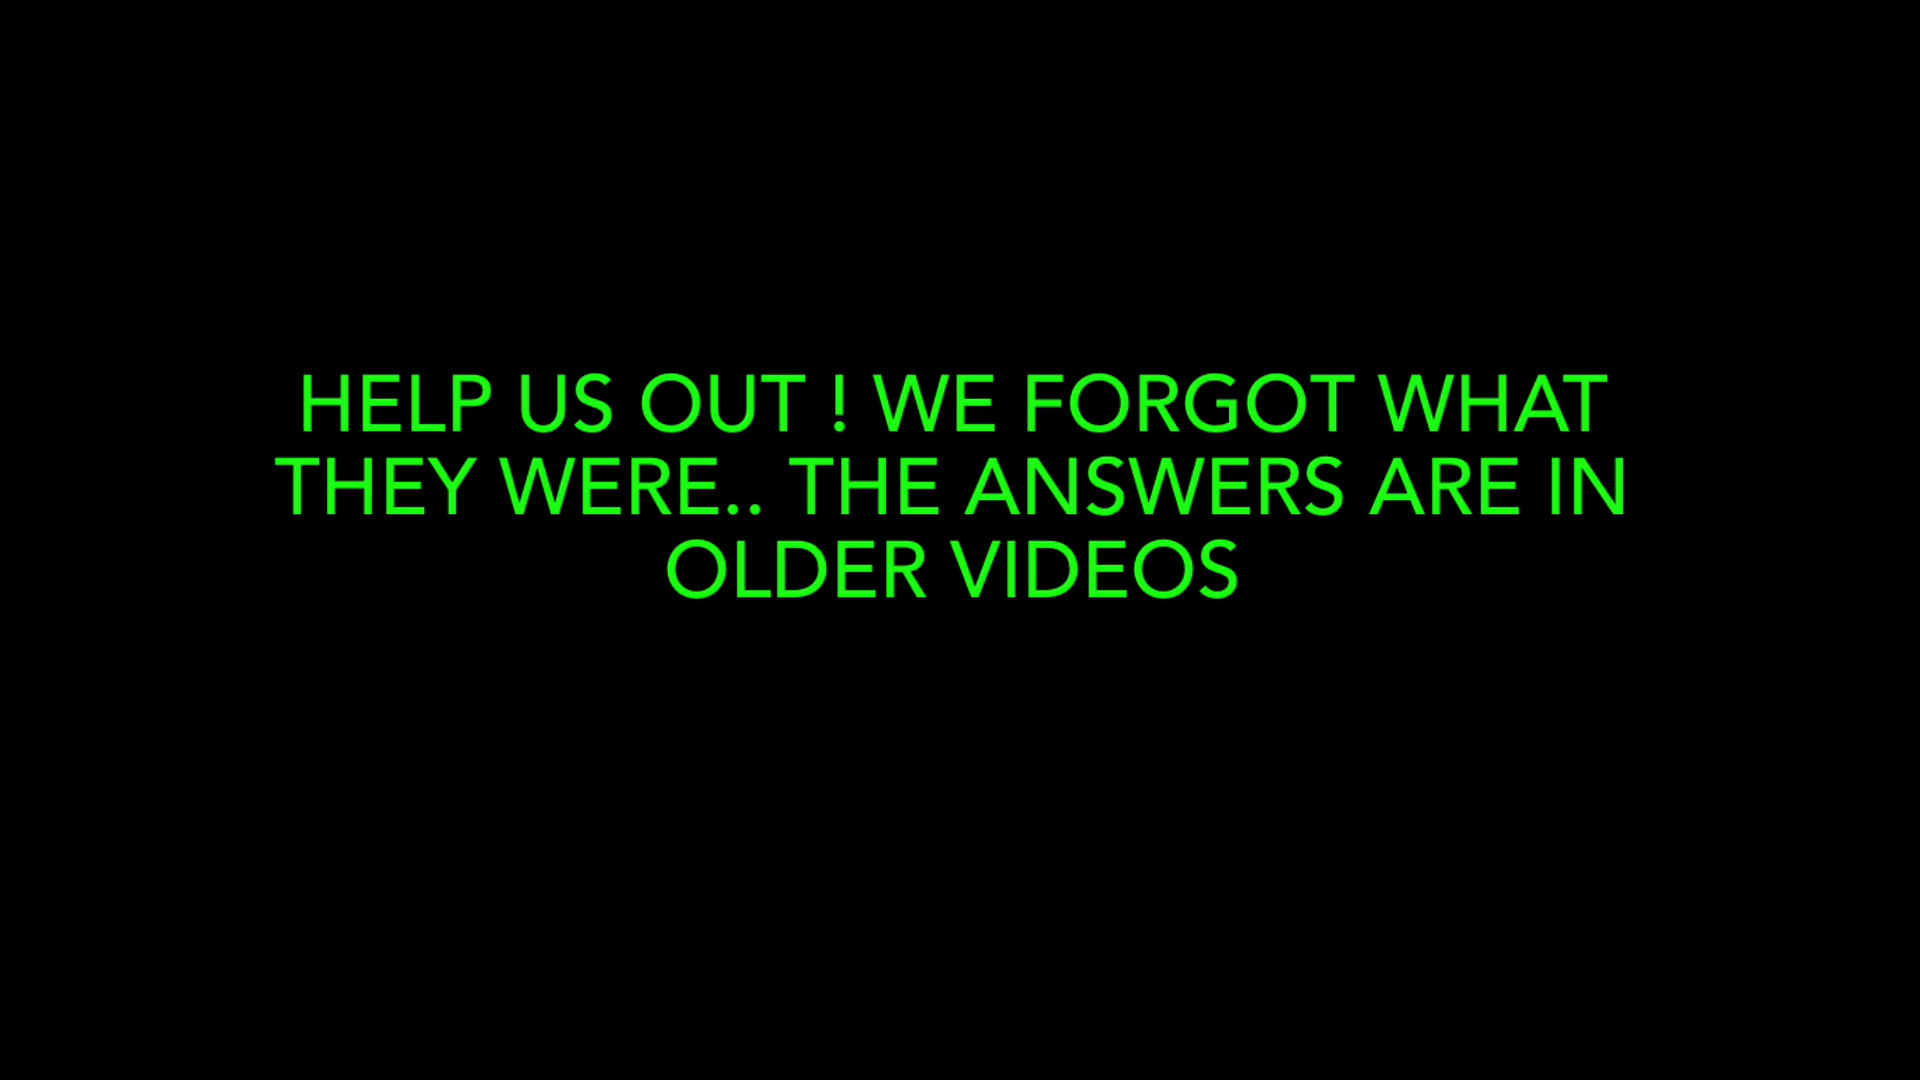 HELP US OUT ! WE FORGOT WHAT
THEY WERE.. THE ANSWERS ARE IN
OLDER VIDEOS